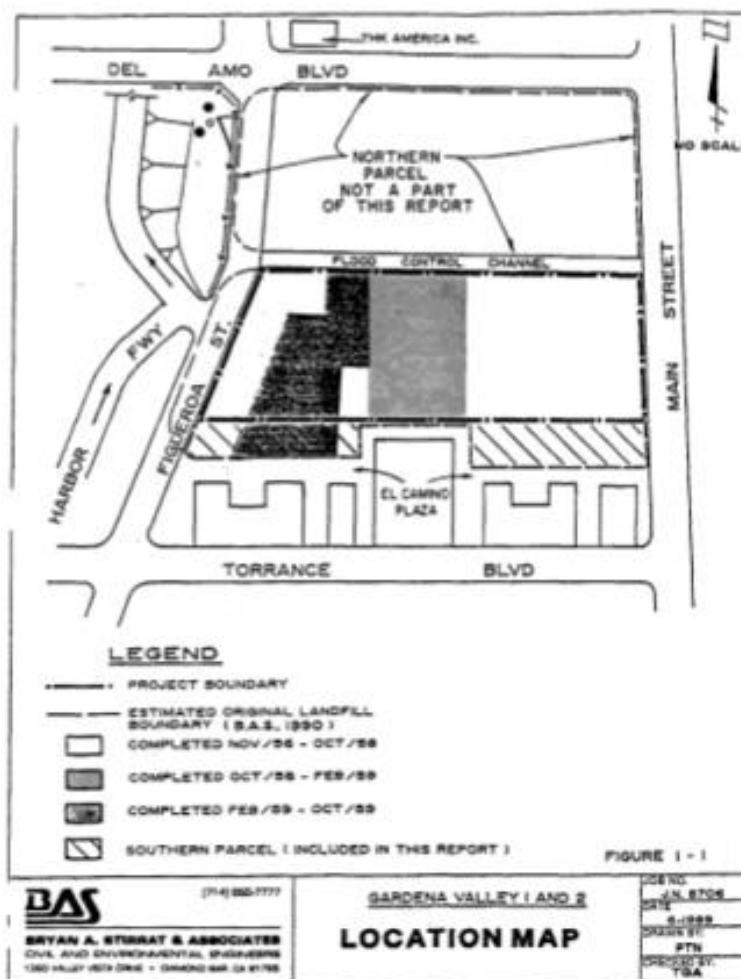 THK AMERICA INC.
DEL AMO BLVD
NO SCALE
NORTHERN
PARCEL
NOT A PART
OF THIS REPORT
FLOOD CONTROL CHANNEL
MAIN STREET
HARBOR FWY
FIGUEROA ST.
EL CAMINO
PLAZA
TORRANCE BLVD
LEGEND
PROJECT BOUNDARY
ESTIMATED ORIGINAL LANDFILL
BOUNDARY (B.A.S., 1990)
COMPLETED NOV/56 - OCT/58
COMPLETED OCT/58 - FEB/59
COMPLETED FEB/59 - OCT/59
SOUTHERN PARCEL (INCLUDED IN THIS REPORT)
FIGURE 1-1
BAS
BRYAN A. STIRRAT & ASSOCIATES
CIVIL AND ENVIRONMENTAL ENGINEERS
GARDENA VALLEY 1 AND 2
LOCATION MAP
JOB NO.
DATE
6-1989
DRAWN BY:
PTN
CHECKED BY:
TGA